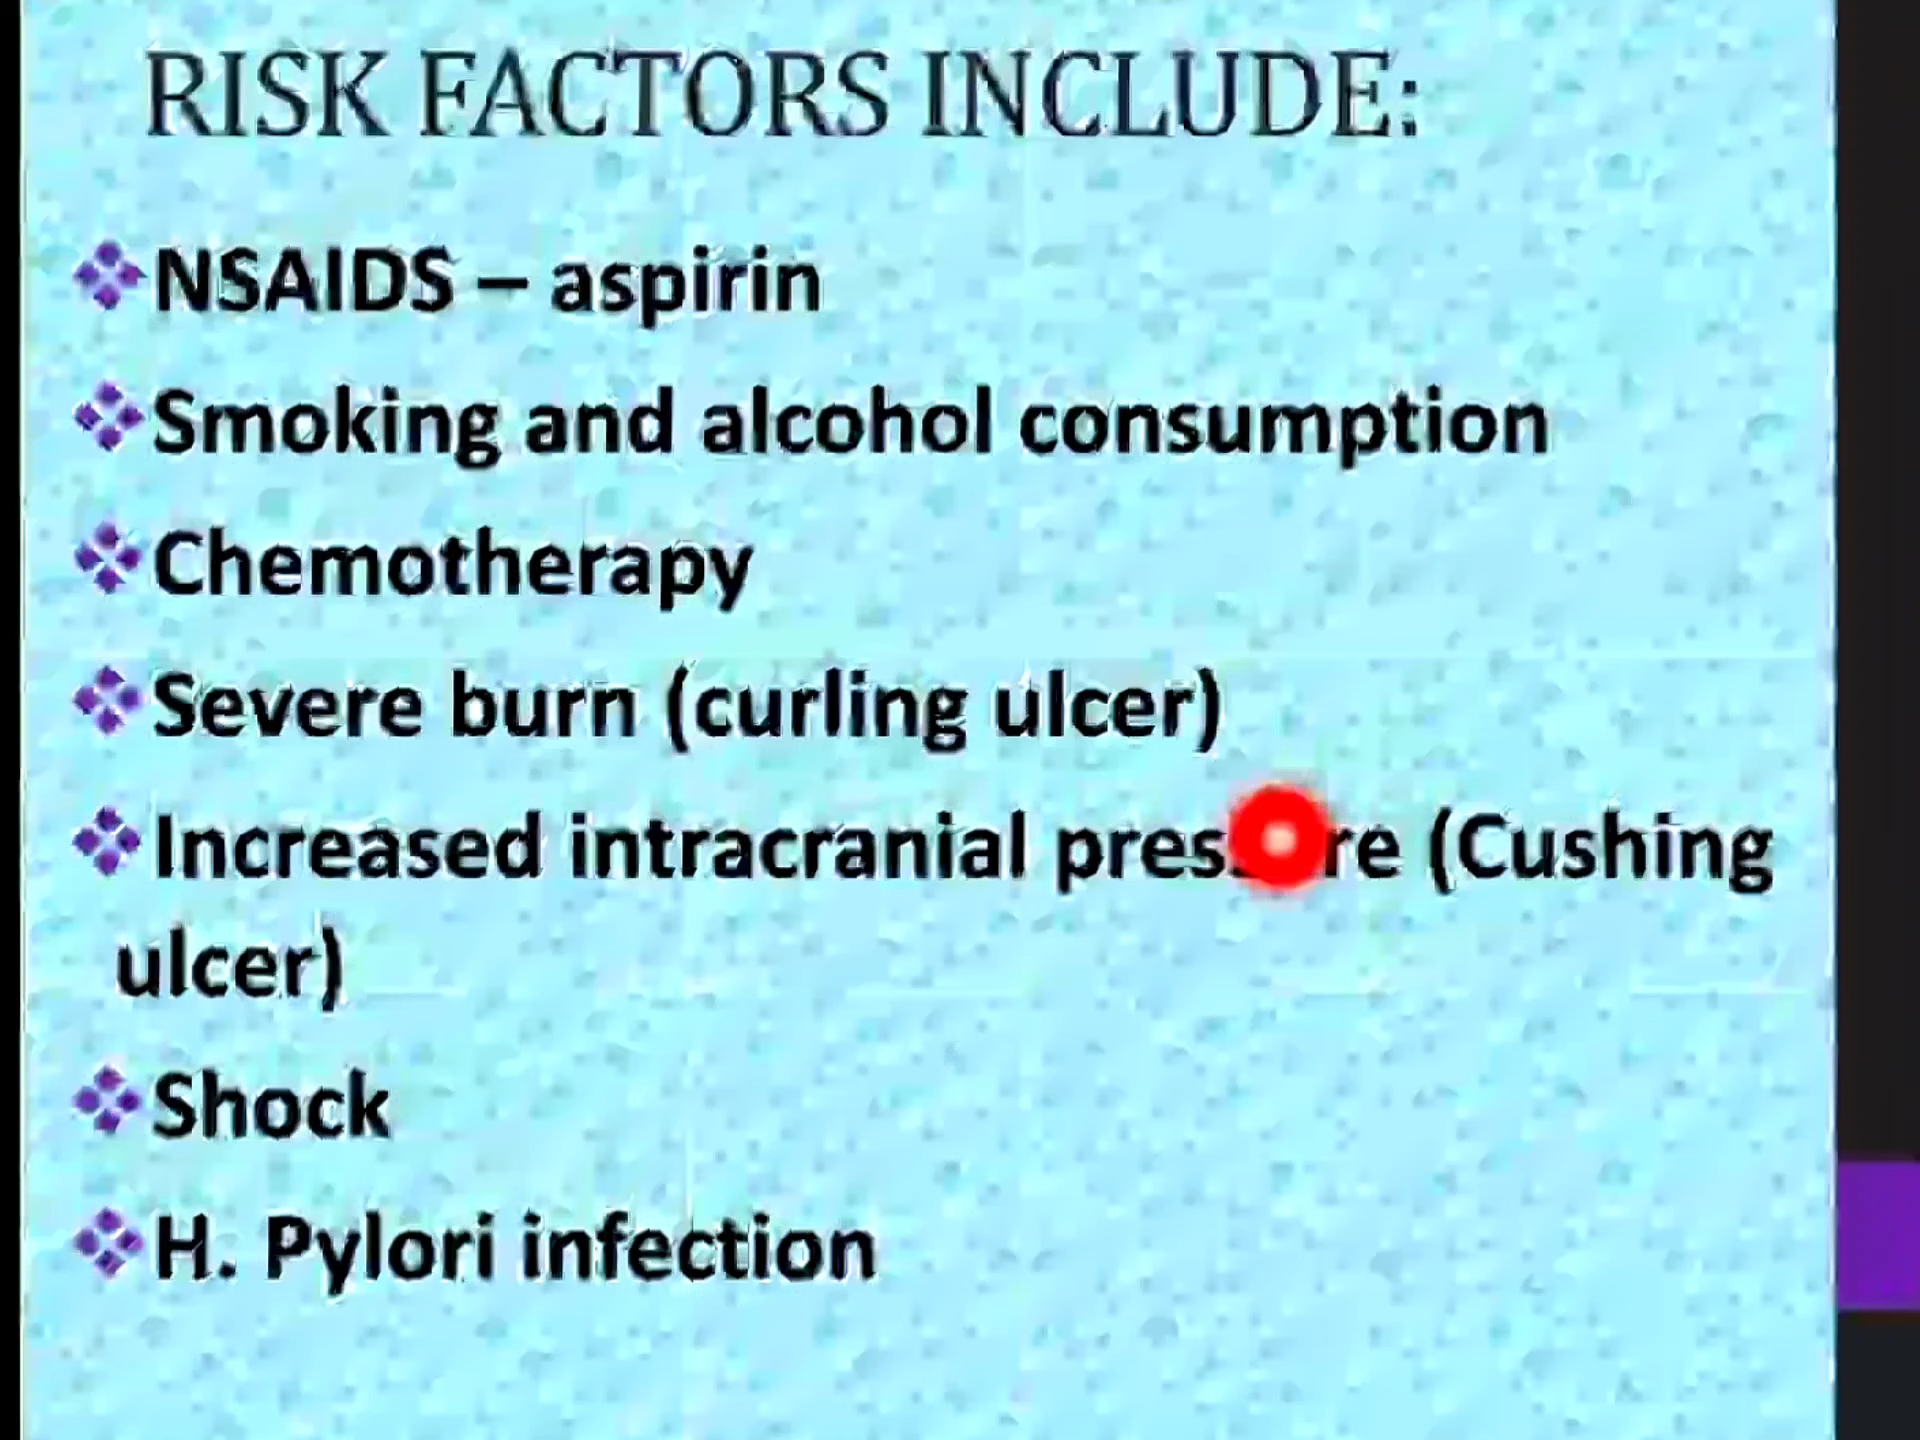 RISK FACTORS INCLUDE:
NSAIDS – aspirin
Smoking and alcohol consumption
Chemotherapy
Severe burn (curling ulcer)
Increased intracranial pressure (Cushing
ulcer)
Shock
H. Pylori infection